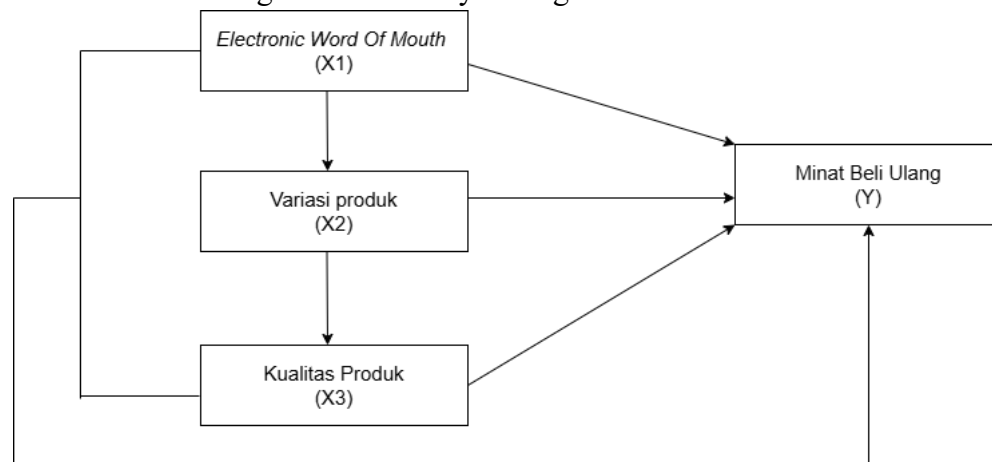 Electronic Word Of Mouth
(X1)
Variasi produk
(X2)
Kualitas Produk
(X3)
Minat Beli Ulang
(Y)